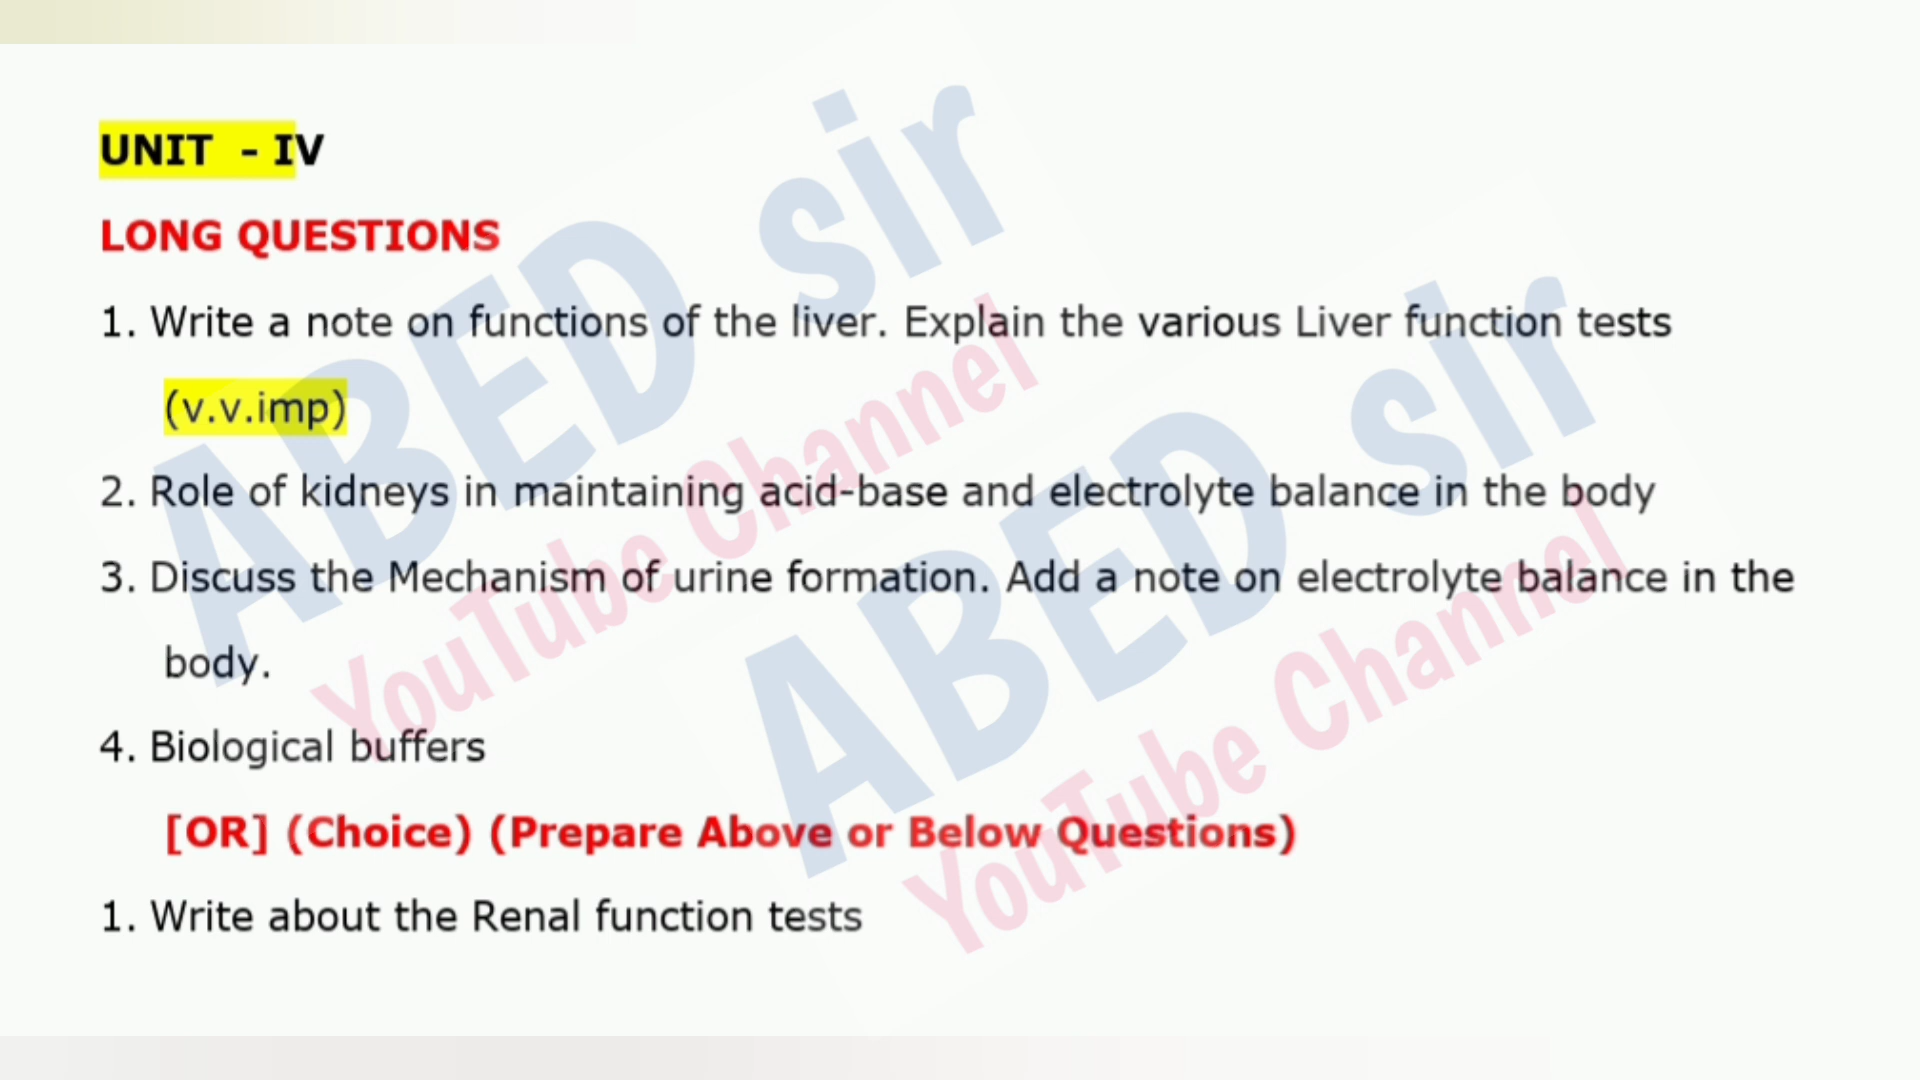 UNIT - IV
LONG QUESTIONS
1. Write a note on functions of the liver. Explain the various Liver function tests
(v.v.imp)
2. Role of kidneys in maintaining acid-base and electrolyte balance in the body
3. Discuss the Mechanism of urine formation. Add a note on electrolyte balance in the
body.
4. Biological buffers
[OR] (Choice) (Prepare Above or Below Questions)
1. Write about the Renal function tests
ABED sir
YouTube Channel
ABED sir
YouTube Channel